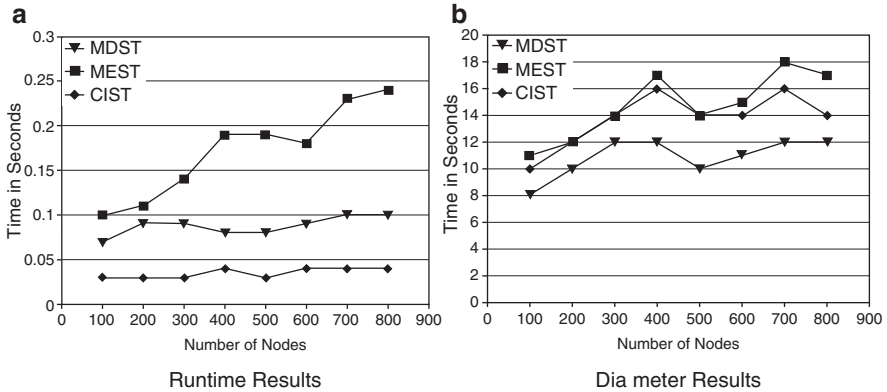 a
MDST
MEST
CIST
0.3
0.25
0.2
0.15
0.1
0.05
0
Time in Seconds
0 100 200 300 400 500 600 700 800 900
Number of Nodes
Runtime Results
b
MDST
MEST
CIST
20
18
16
14
12
10
8
6
4
2
0
Time in Seconds
0 100 200 300 400 500 600 700 800 900
Number of Nodes
Dia meter Results